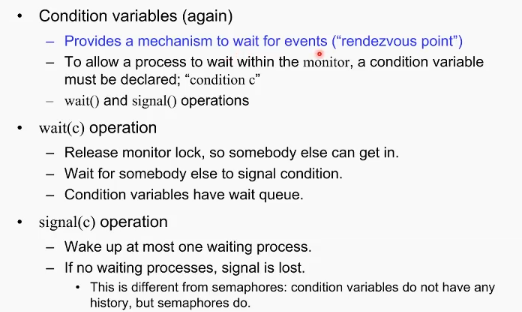 • Condition variables (again)
– Provides a mechanism to wait for events (“rendezvous point”)
– To allow a process to wait within the monitor, a condition variable
must be declared; “condition c”
– wait() and signal() operations
• wait(c) operation
– Release monitor lock, so somebody else can get in.
– Wait for somebody else to signal condition.
– Condition variables have wait queue.
• signal(c) operation
– Wake up at most one waiting process.
– If no waiting processes, signal is lost.
• This is different from semaphores: condition variables do not have any
history, but semaphores do.